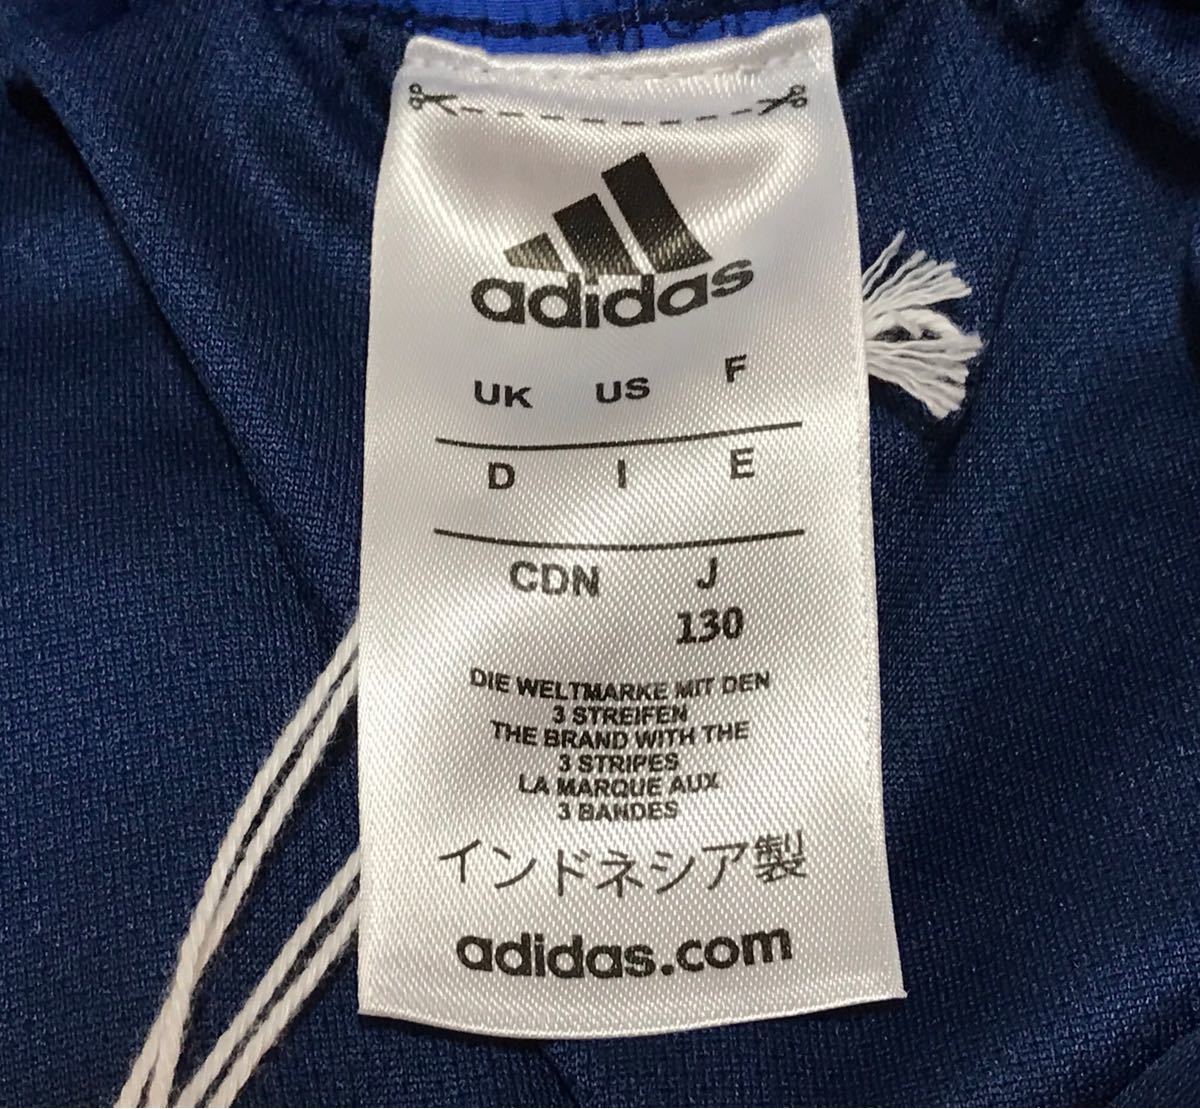 adidas
UK US F
D I E
CDN J
130
DIE WELTMARKE MIT DEN
3 STREIFEN
THE BRAND WITH THE
3 STRIPES
LA MARQUE AUX
3 BANDES
インドネシア製
adidas.com